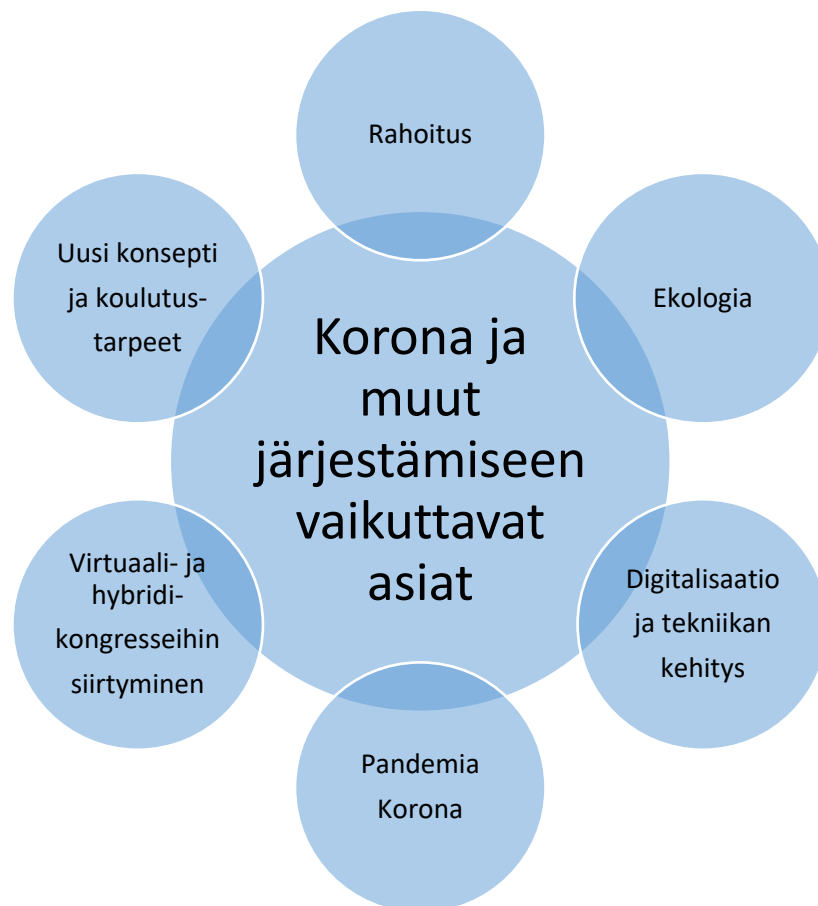 Rahoitus
Ekologia
Digitalisaatio
ja tekniikan
kehitys
Pandemia
Korona
Virtuaali- ja
hybridi-
kongresseihin
siirtyminen
Uusi konsepti
ja koulutus-
tarpeet
Korona ja
muut
järjestämiseen
vaikuttavat
asiat